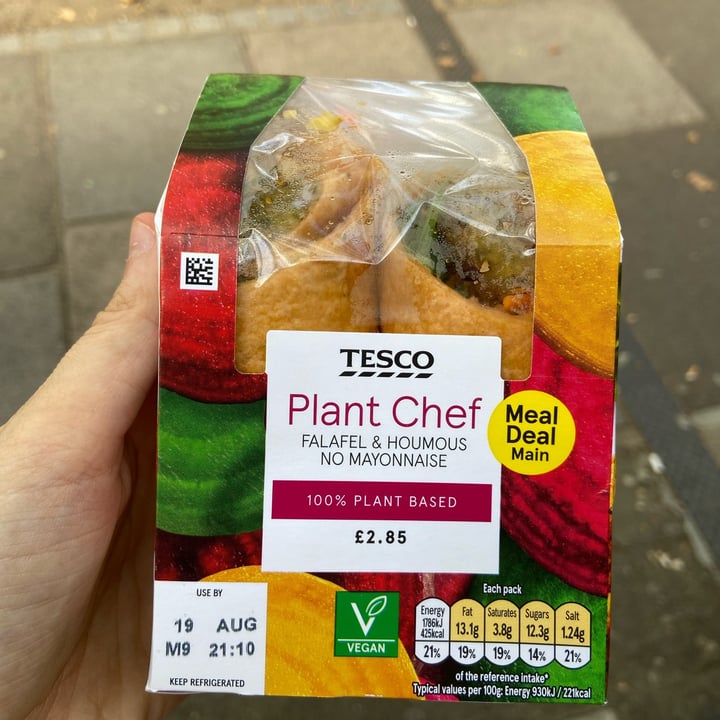 TESCO
Plant Chef
FALAFEL & HOUMOUS
NO MAYONNAISE
100% PLANT BASED
£2.85
Meal
Deal
Main
USE BY
19 AUG
M9 21:10
KEEP REFRIGERATED
V
VEGAN
Each pack
Energy Fat Saturates Sugars Salt
1786kJ
425kcal 13.1g 3.8g 12.3g 1.24g
21% 19% 19% 14% 21%
of the reference intake*
Typical values per 100g: Energy 930kJ / 221kcal